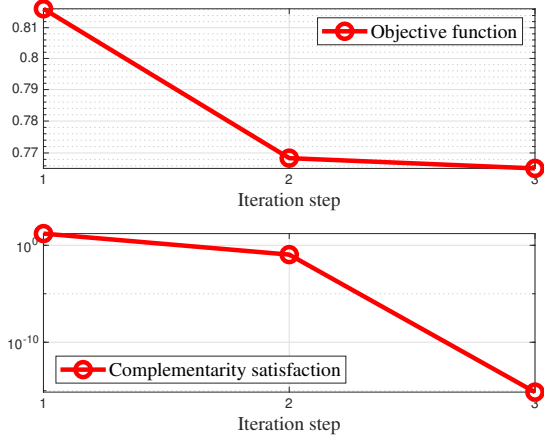 0.81
Objective function
0.8
0.79
0.78
0.77
1 2 3
Iteration step
10^0
10^-10
Complementarity satisfaction
1 2 3
Iteration step